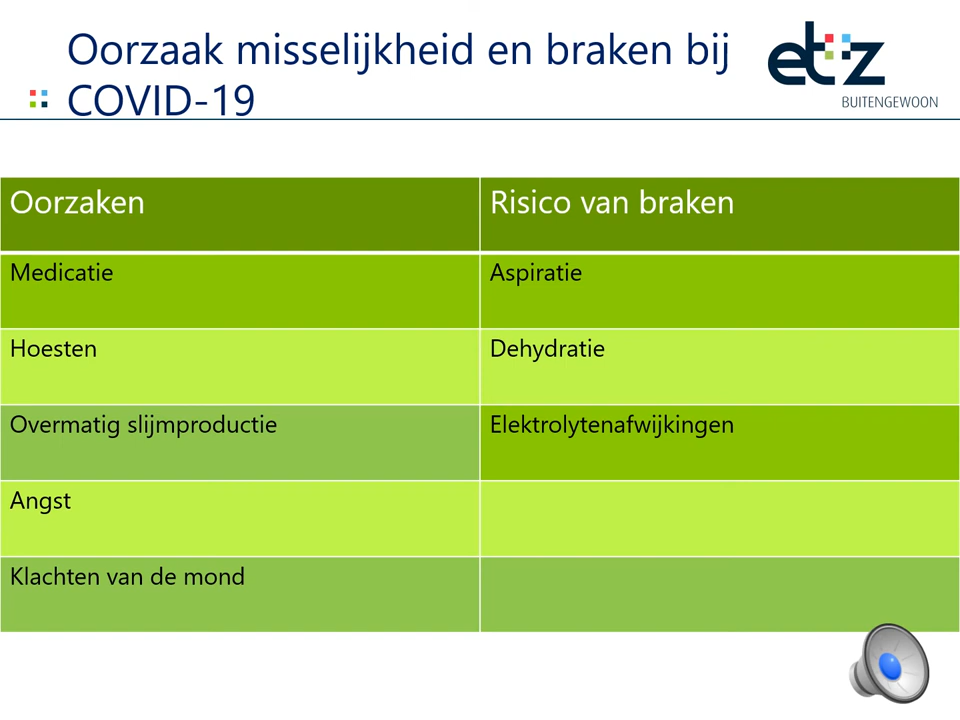 Oorzaak misselijkheid en braken bij
COVID-19
etz
BUITENGEWOON
Oorzaken
Risico van braken
Medicatie
Aspiratie
Hoesten
Dehydratie
Overmatig slijmproductie
Elektrolytenafwijkingen
Angst
Klachten van de mond